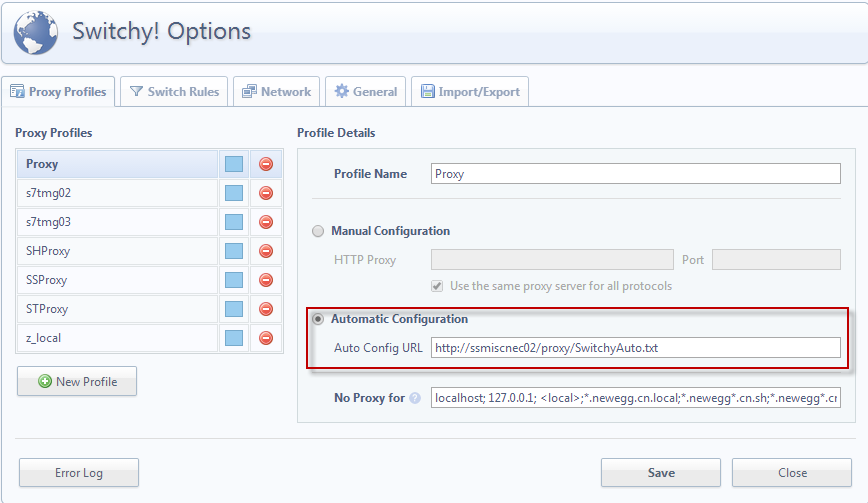 Switchy! Options
Proxy Profiles Switch Rules Network General Import/Export
Proxy Profiles
Proxy
s7tmg02
s7tmg03
SHProxy
SSProxy
STProxy
z_local
New Profile
Profile Details
Profile Name Proxy
Manual Configuration
HTTP Proxy Port
Use the same proxy server for all protocols
Automatic Configuration
Auto Config URL http://ssmiscnec02/proxy/SwitchyAuto.txt
No Proxy for ? localhost; 127.0.0.1; <local>;*.newegg.cn.local;*.newegg*.cn.sh;*.newegg*.cn
Error Log Save Close